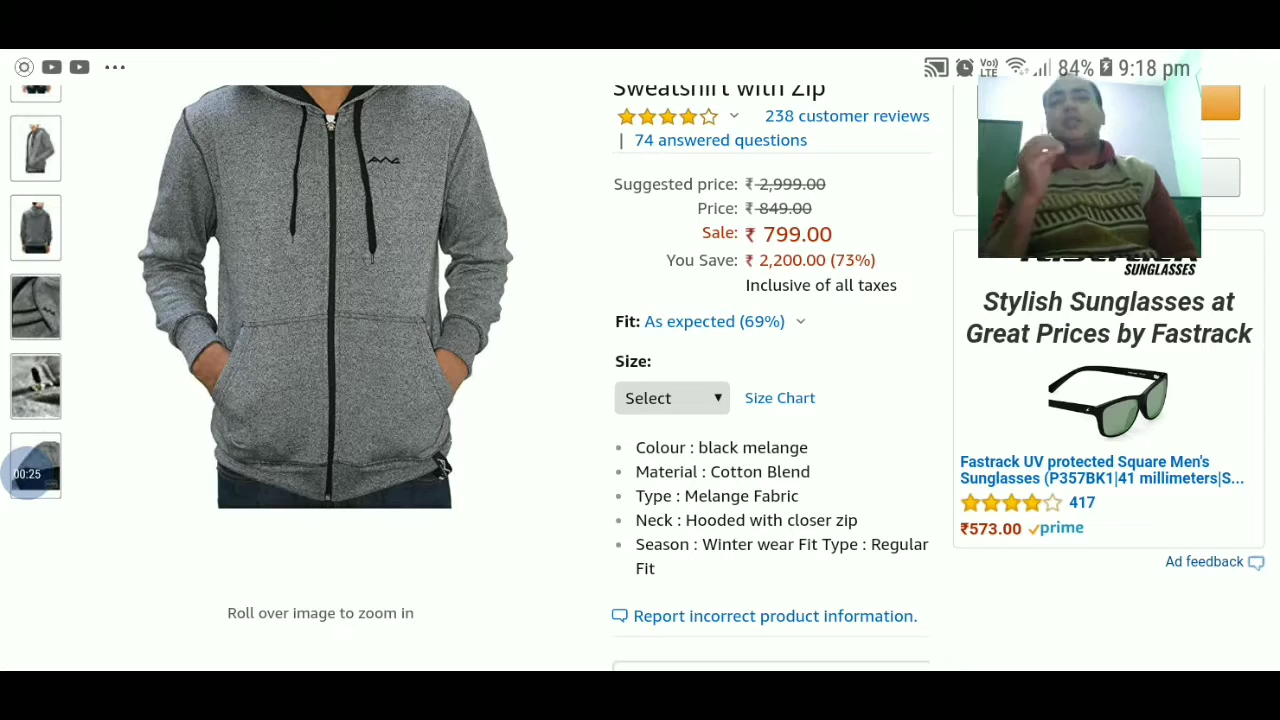 Vo)) LTE 84% 9:18 pm
Sweatshirt with Zip
238 customer reviews
| 74 answered questions
Suggested price: ₹ 2,999.00
Price: ₹ 849.00
Sale: ₹ 799.00
You Save: ₹ 2,200.00 (73%)
Inclusive of all taxes
Fit: As expected (69%)
Size:
Select
Size Chart
• Colour : black melange
• Material : Cotton Blend
• Type : Melange Fabric
• Neck : Hooded with closer zip
• Season : Winter wear Fit Type : Regular
Fit
Report incorrect product information.
00:25
Roll over image to zoom in
SUNGLASSES
Stylish Sunglasses at
Great Prices by Fastrack
Fastrack UV protected Square Men's
Sunglasses (P357BK1|41 millimeters|S...
417
₹573.00 prime
Ad feedback